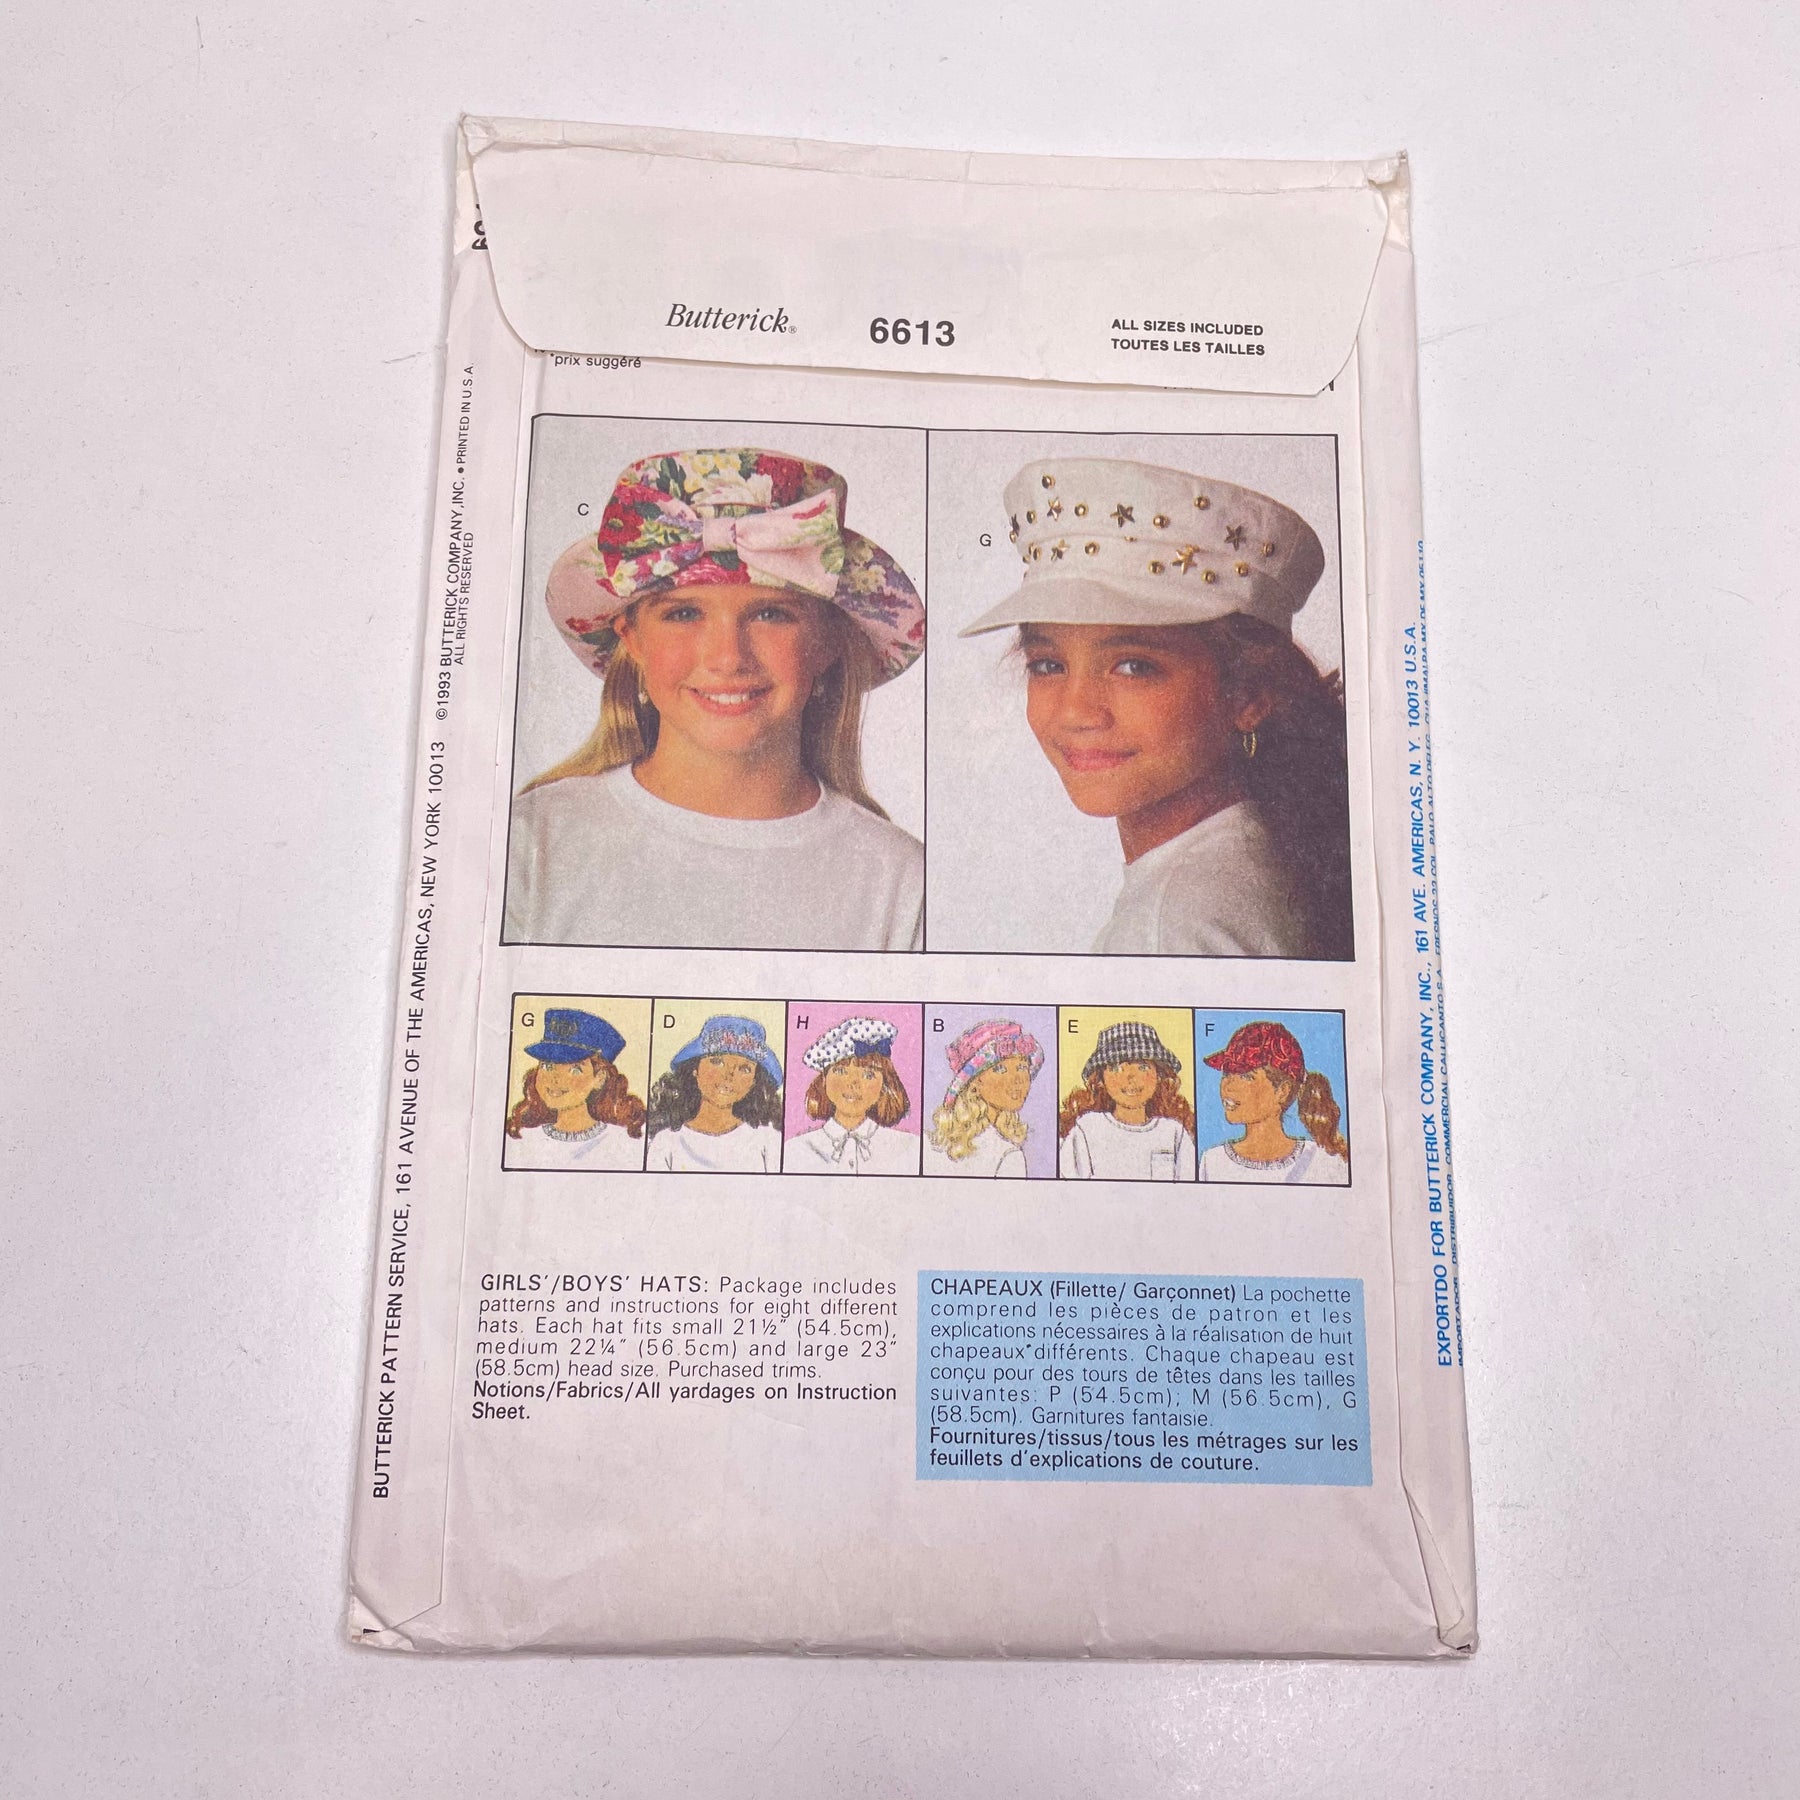 Butterick®
6613
ALL SIZES INCLUDED
TOUTES LES TAILLES
*prix suggéré
C
G
G
D
H
B
E
F
GIRLS'/BOYS' HATS: Package includes
patterns and instructions for eight different
hats. Each hat fits small 21½" (54.5cm),
medium 22¼" (56.5cm) and large 23"
(58.5cm) head size. Purchased trims.
Notions/Fabrics/All yardages on Instruction
Sheet.
CHAPEAUX (Fillette/ Garçonnet) La pochette
comprend les pièces de patron et les
explications nécessaires à la réalisation de huit
chapeaux différents. Chaque chapeau est
conçu pour des tours de têtes dans les tailles
suivantes: P (54.5cm); M (56.5cm), G
(58.5cm). Garnitures fantaisie.
Fournitures/tissus/tous les métrages sur les
feuillets d'explications de couture.
BUTTERICK PATTERN SERVICE, 161 AVENUE OF THE AMERICAS, NEW YORK 10013
©1993 BUTTERICK COMPANY, INC. • PRINTED IN U.S.A.
ALL RIGHTS RESERVED
EXPORTDO FOR BUTTERICK COMPANY, INC., 161 AVE. AMERICAS, N. Y. 10013 U.S.A.